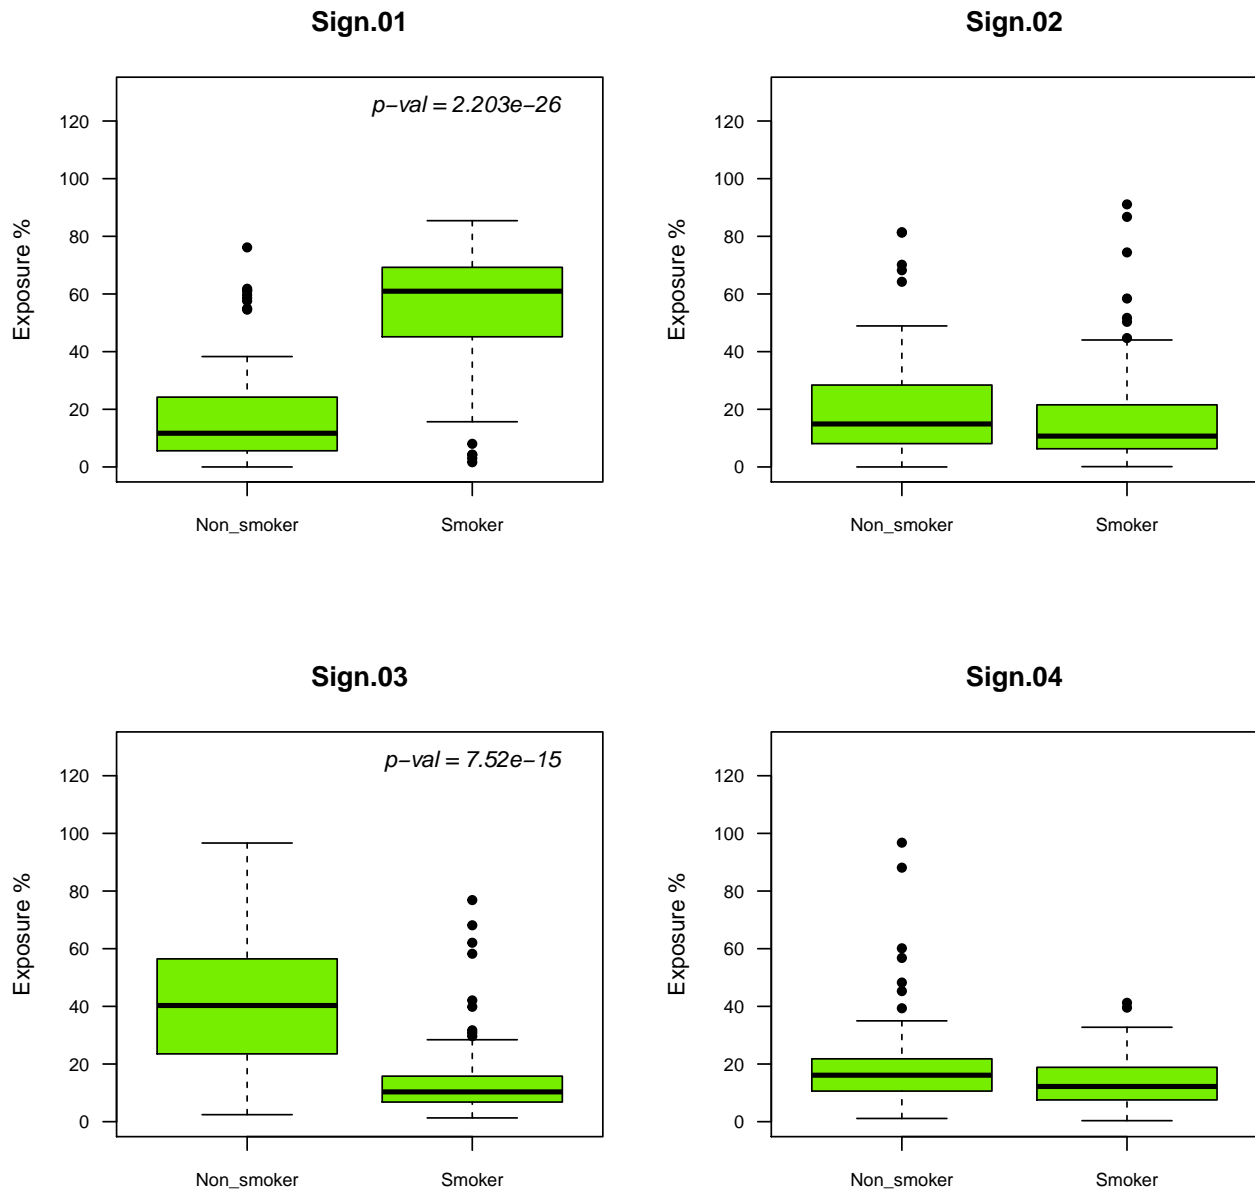 Sign.01
p−val = 2.203e−26
Exposure %
120
100
80
60
40
20
0
Non_smoker Smoker
Sign.02
Exposure %
120
100
80
60
40
20
0
Non_smoker Smoker
Sign.03
p−val = 7.52e−15
Exposure %
120
100
80
60
40
20
0
Non_smoker Smoker
Sign.04
Exposure %
120
100
80
60
40
20
0
Non_smoker Smoker